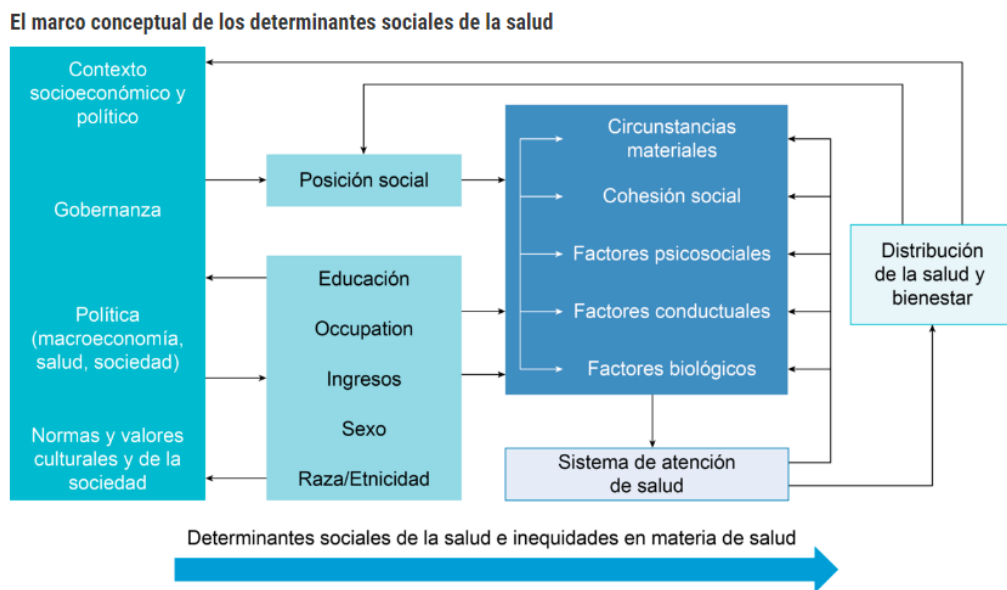 El marco conceptual de los determinantes sociales de la salud
Contexto
socioeconómico y
político
Gobernanza
Política
(macroeconomía,
salud, sociedad)
Normas y valores
culturales y de la
sociedad
Posición social
Educación
Occupation
Ingresos
Sexo
Raza/Etnicidad
Circunstancias
materiales
Cohesión social
Factores psicosociales
Factores conductuales
Factores biológicos
Sistema de atención
de salud
Distribución
de la salud y
bienestar
Determinantes sociales de la salud e inequidades en materia de salud